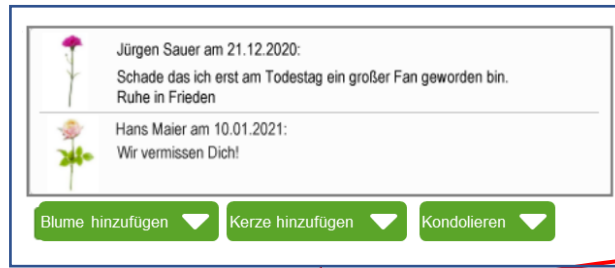 Jürgen Sauer am 21.12.2020:
Schade das ich erst am Todestag ein großer Fan geworden bin.
Ruhe in Frieden
Hans Maier am 10.01.2021:
Wir vermissen Dich!
Blume hinzufügen Kerze hinzufügen Kondolieren